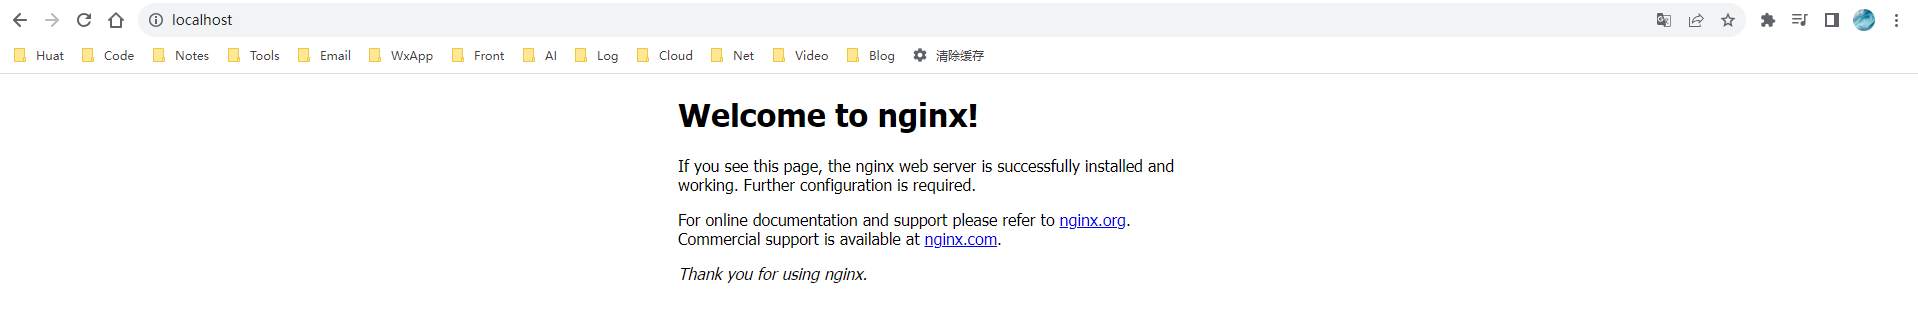 localhost
Huat Code Notes Tools Email WxApp Front AI Log Cloud Net Video Blog 清除缓存
Welcome to nginx!
If you see this page, the nginx web server is successfully installed and
working. Further configuration is required.
For online documentation and support please refer to nginx.org.
Commercial support is available at nginx.com.
Thank you for using nginx.